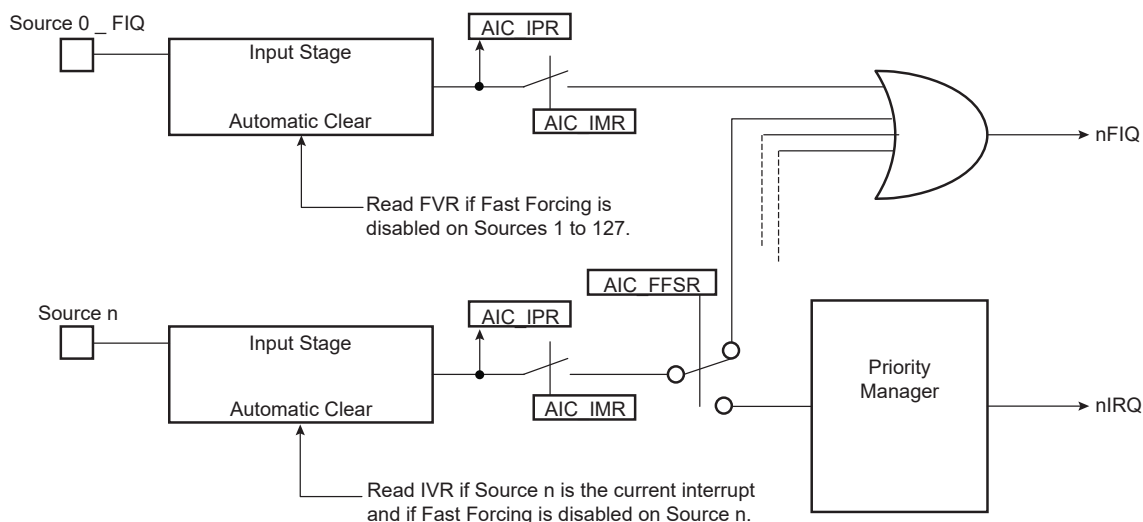 Source 0 _ FIQ
AIC_IPR
Input Stage
Automatic Clear
AIC_IMR
nFIQ
Read FVR if Fast Forcing is
disabled on Sources 1 to 127.
AIC_FFSR
Source n
AIC_IPR
Input Stage
Priority
Manager
Automatic Clear
AIC_IMR
nIRQ
Read IVR if Source n is the current interrupt
and if Fast Forcing is disabled on Source n.